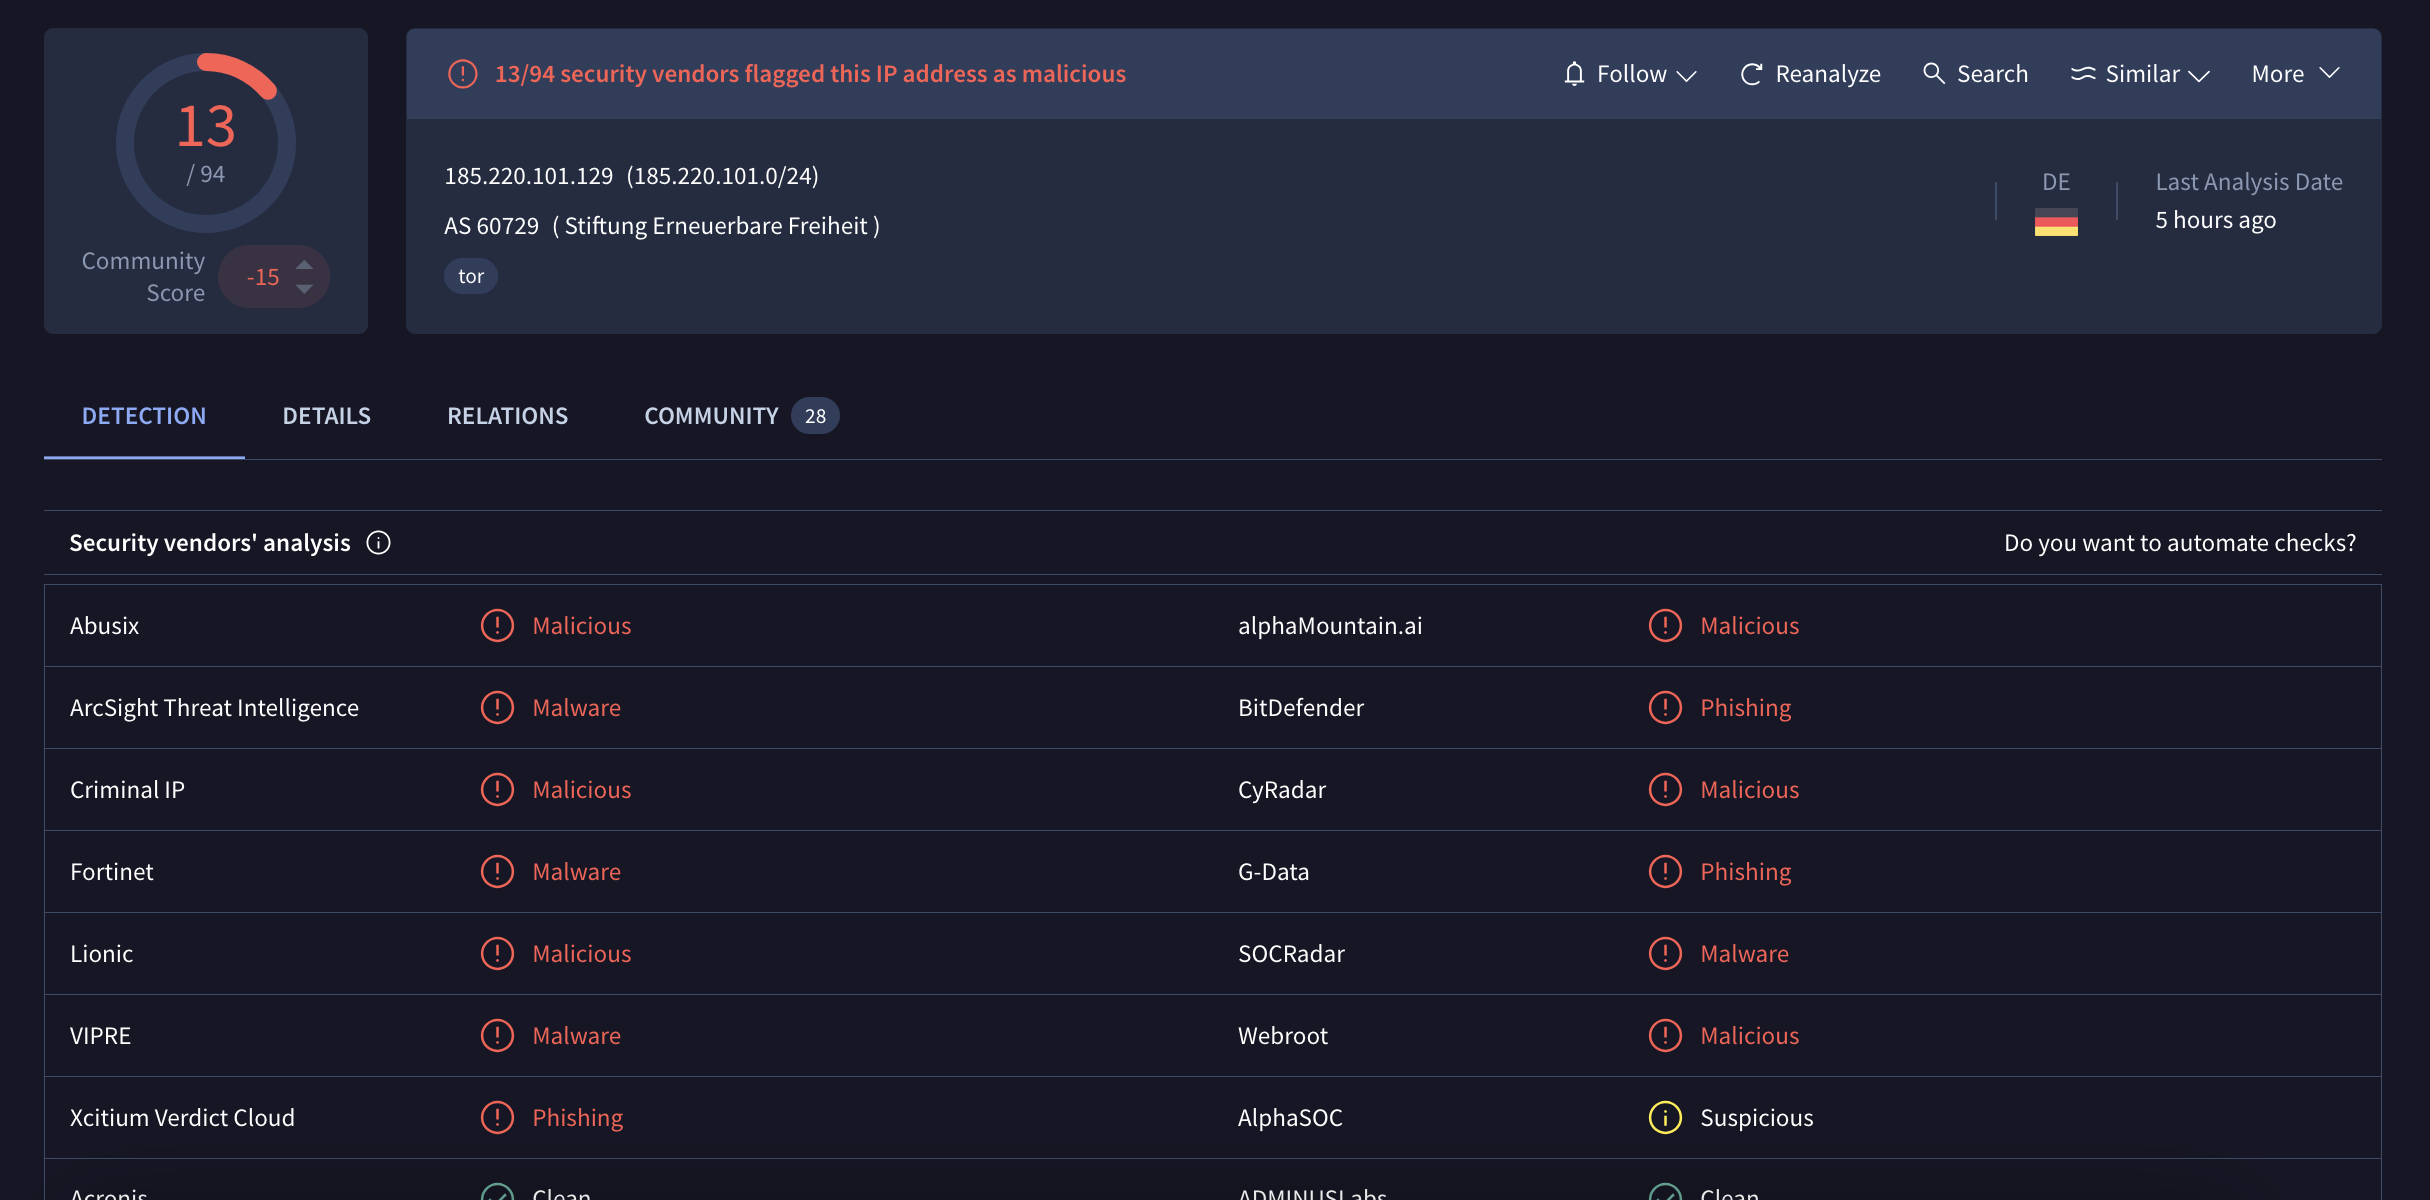 13
/ 94
Community
Score
-15
13/94 security vendors flagged this IP address as malicious
Follow
Reanalyze
Search
Similar
More
185.220.101.129 (185.220.101.0/24)
AS 60729 ( Stiftung Erneuerbare Freiheit )
tor
DE
Last Analysis Date
5 hours ago
DETECTION DETAILS RELATIONS COMMUNITY 28
Security vendors' analysis
Do you want to automate checks?
Abusix Malicious alphaMountain.ai Malicious
ArcSight Threat Intelligence Malware BitDefender Phishing
Criminal IP Malicious CyRadar Malicious
Fortinet Malware G-Data Phishing
Lionic Malicious SOCRadar Malware
VIPRE Malware Webroot Malicious
Xcitium Verdict Cloud Phishing AlphaSOC Suspicious
Acronis Clean ADMINUSLabs Clean